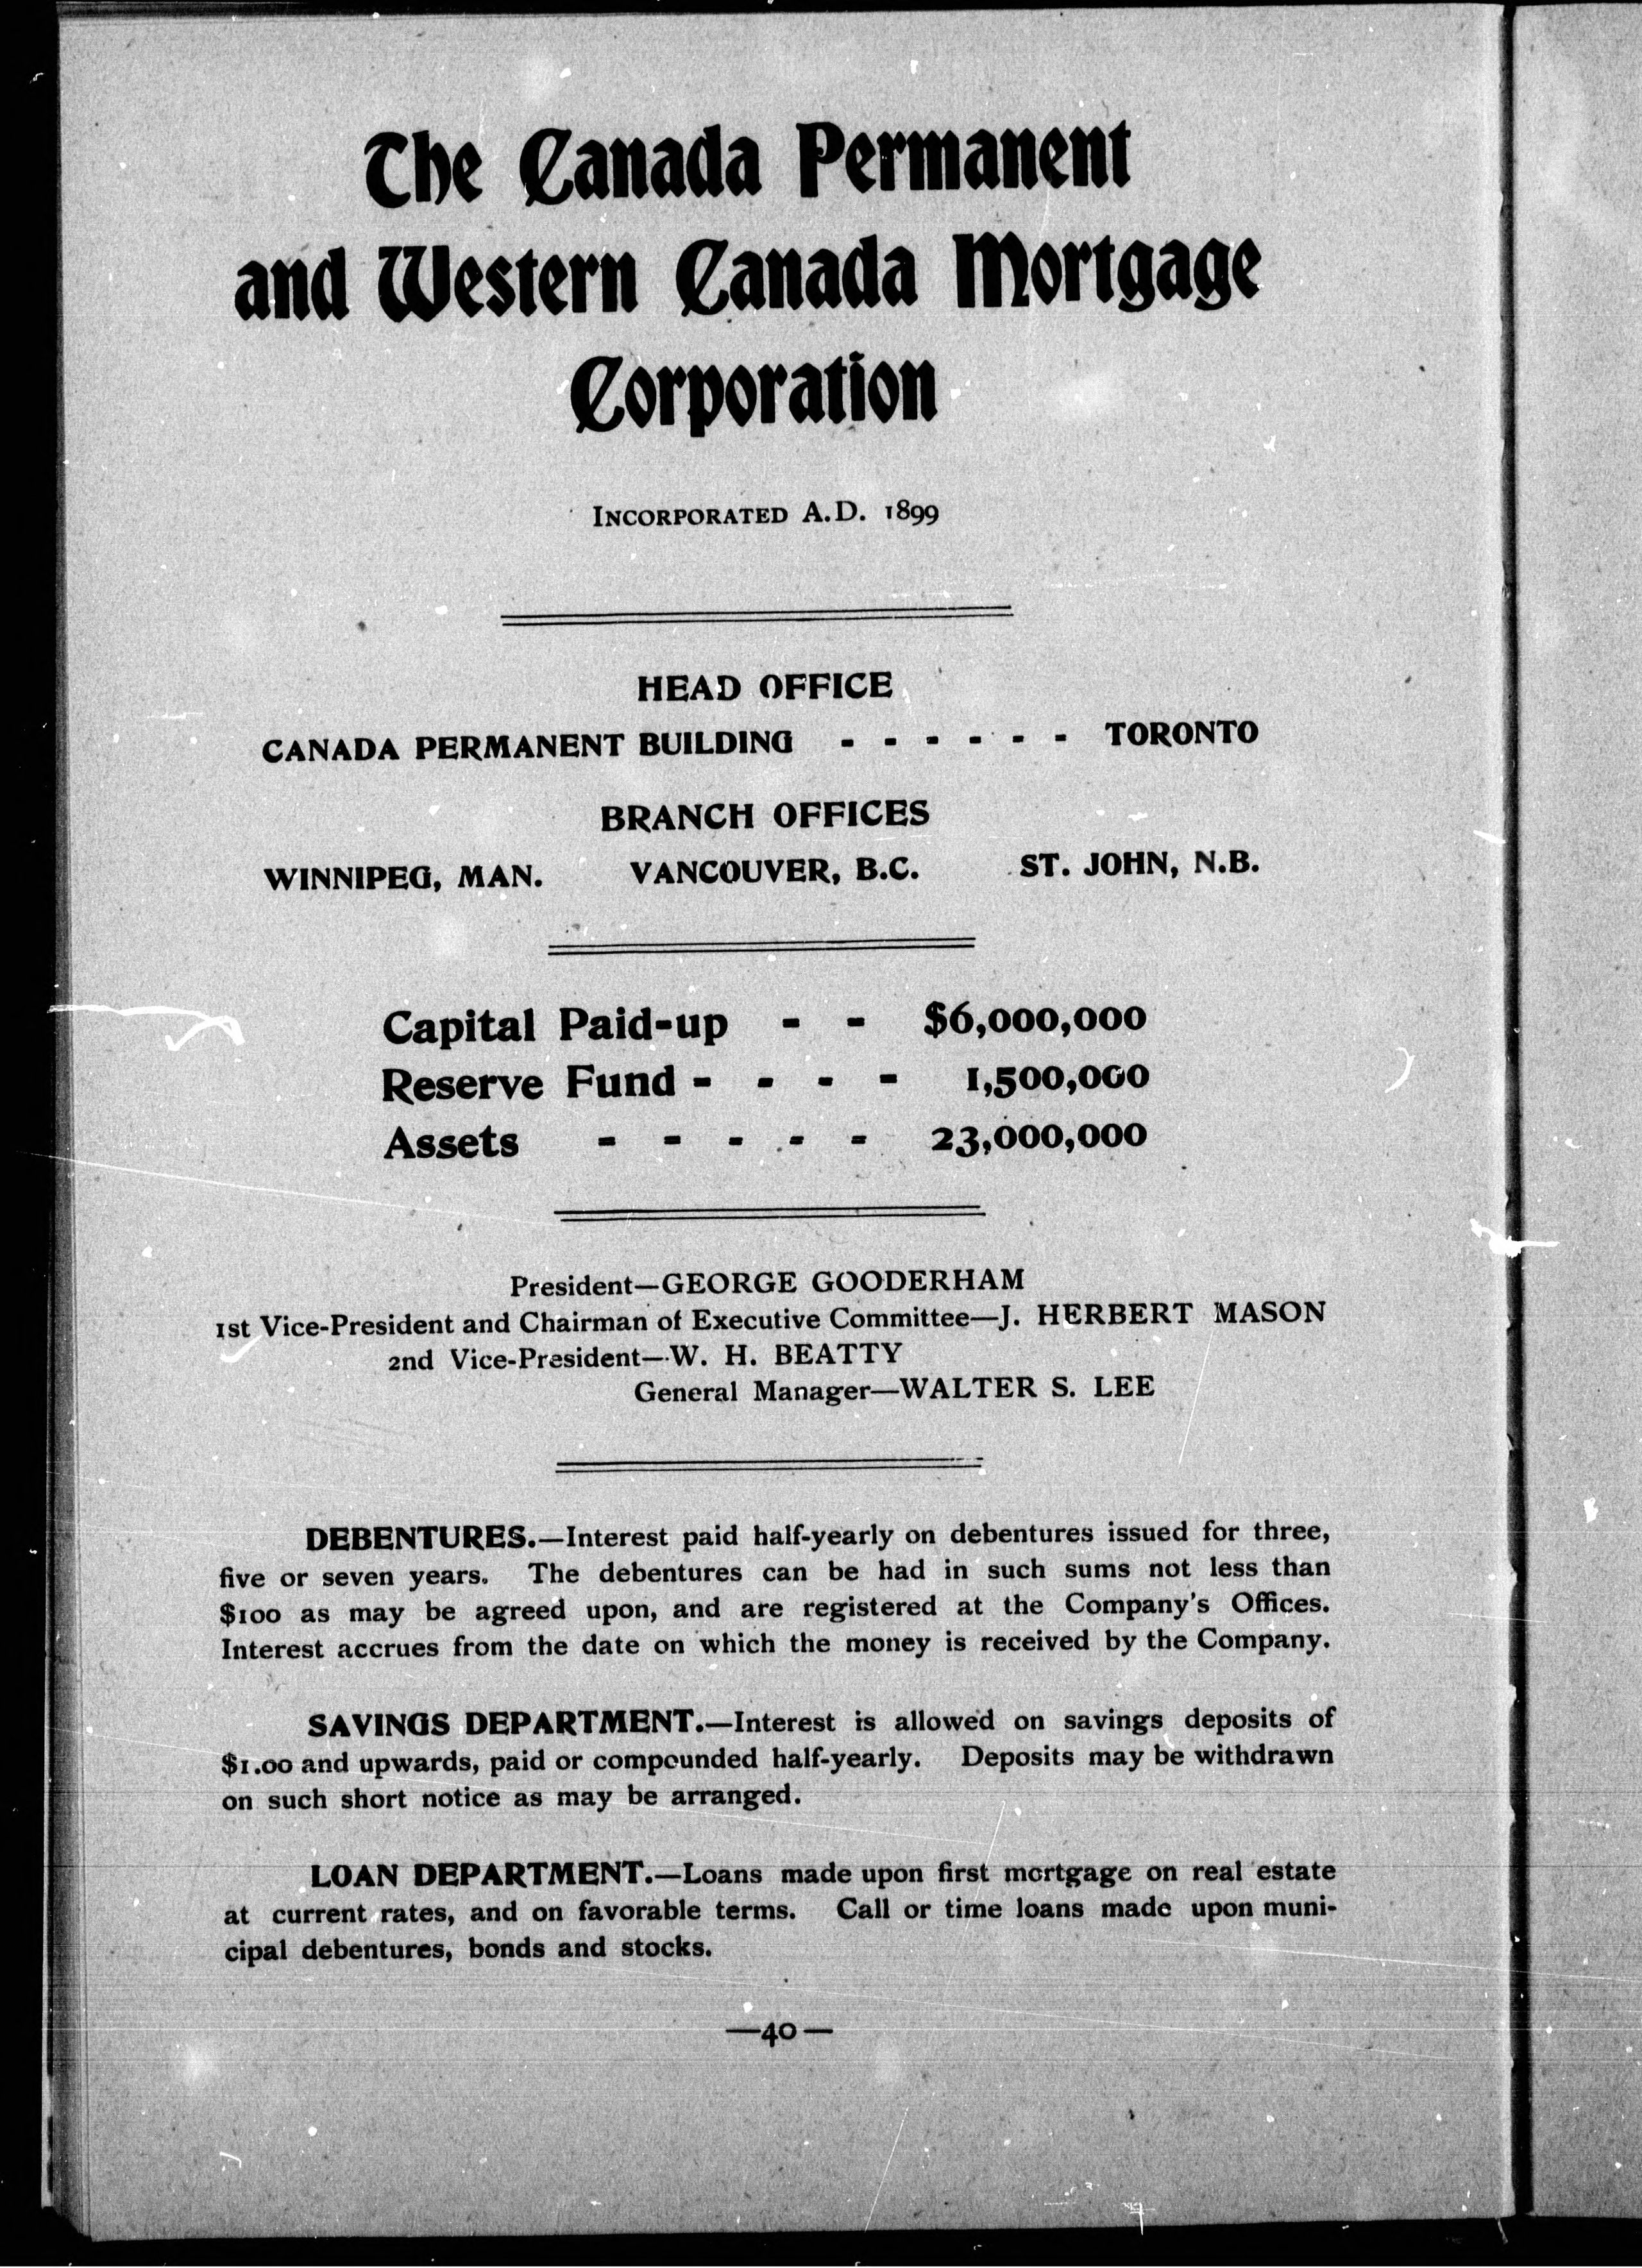 The Canada Permanent
and Western Canada Mortgage
Corporation
INCORPORATED A.D. 1899
HEAD OFFICE
CANADA PERMANENT BUILDING - - - - - - TORONTO
BRANCH OFFICES
WINNIPEG, MAN. VANCOUVER, B.C. ST. JOHN, N.B.
Capital Paid-up - - $6,000,000
Reserve Fund - - - - 1,500,000
Assets - - - - - 23,000,000
President—GEORGE GOODERHAM
1st Vice-President and Chairman of Executive Committee—J. HERBERT MASON
2nd Vice-President—W. H. BEATTY
General Manager—WALTER S. LEE
DEBENTURES.—Interest paid half-yearly on debentures issued for three,
five or seven years. The debentures can be had in such sums not less than
$100 as may be agreed upon, and are registered at the Company's Offices.
Interest accrues from the date on which the money is received by the Company.
SAVINGS DEPARTMENT.—Interest is allowed on savings deposits of
$1.00 and upwards, paid or compounded half-yearly. Deposits may be withdrawn
on such short notice as may be arranged.
LOAN DEPARTMENT.—Loans made upon first mortgage on real estate
at current rates, and on favorable terms. Call or time loans made upon muni-
cipal debentures, bonds and stocks.
—40—